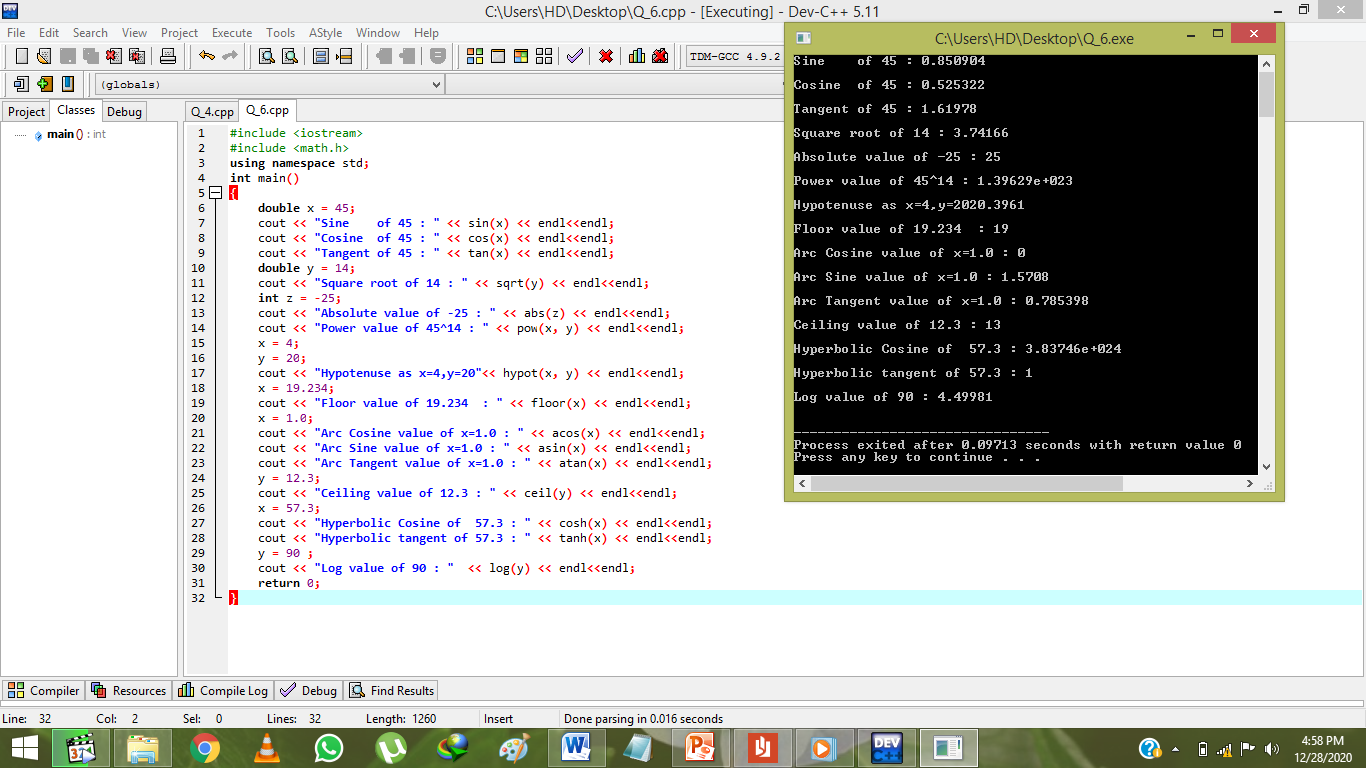 C:\Users\HD\Desktop\Q_6.cpp - [Executing] - Dev-C++ 5.11
File Edit Search View Project Execute Tools AStyle Window Help
TDM-GCC 4.9.2
(globals)
Project Classes Debug
main () : int
Q_4.cpp Q_6.cpp
1 #include <iostream>
2 #include <math.h>
3 using namespace std;
4 int main()
5 {
6 double x = 45;
7 cout << "Sine    of 45 : " << sin(x) << endl<<endl;
8 cout << "Cosine  of 45 : " << cos(x) << endl<<endl;
9 cout << "Tangent of 45 : " << tan(x) << endl<<endl;
10 double y = 14;
11 cout << "Square root of 14 : " << sqrt(y) << endl<<endl;
12 int z = -25;
13 cout << "Absolute value of -25 : " << abs(z) << endl<<endl;
14 cout << "Power value of 45^14 : " << pow(x, y) << endl<<endl;
15 x = 4;
16 y = 20;
17 cout << "Hypotenuse as x=4,y=20"<< hypot(x, y) << endl<<endl;
18 x = 19.234;
19 cout << "Floor value of 19.234  : " << floor(x) << endl<<endl;
20 x = 1.0;
21 cout << "Arc Cosine value of x=1.0 : " << acos(x) << endl<<endl;
22 cout << "Arc Sine value of x=1.0 : " << asin(x) << endl<<endl;
23 cout << "Arc Tangent value of x=1.0 : " << atan(x) << endl<<endl;
24 y = 12.3;
25 cout << "Ceiling value of 12.3 : " << ceil(y) << endl<<endl;
26 x = 57.3;
27 cout << "Hyperbolic Cosine of  57.3 : " << cosh(x) << endl<<endl;
28 cout << "Hyperbolic tangent of 57.3 : " << tanh(x) << endl<<endl;
29 y = 90 ;
30 cout << "Log value of 90 : "  << log(y) << endl<<endl;
31 return 0;
32 }
C:\Users\HD\Desktop\Q_6.exe
Sine    of 45 : 0.850904
Cosine  of 45 : 0.525322
Tangent of 45 : 1.61978
Square root of 14 : 3.74166
Absolute value of -25 : 25
Power value of 45^14 : 1.39629e+023
Hypotenuse as x=4,y=2020.3961
Floor value of 19.234  : 19
Arc Cosine value of x=1.0 : 0
Arc Sine value of x=1.0 : 1.5708
Arc Tangent value of x=1.0 : 0.785398
Ceiling value of 12.3 : 13
Hyperbolic Cosine of  57.3 : 3.83746e+024
Hyperbolic tangent of 57.3 : 1
Log value of 90 : 4.49981
--------------------------------
Process exited after 0.09713 seconds with return value 0
Press any key to continue . . .
Compiler Resources Compile Log Debug Find Results
Line: 32 Col: 2 Sel: 0 Lines: 32 Length: 1260 Insert Done parsing in 0.016 seconds
4:58 PM
12/28/2020